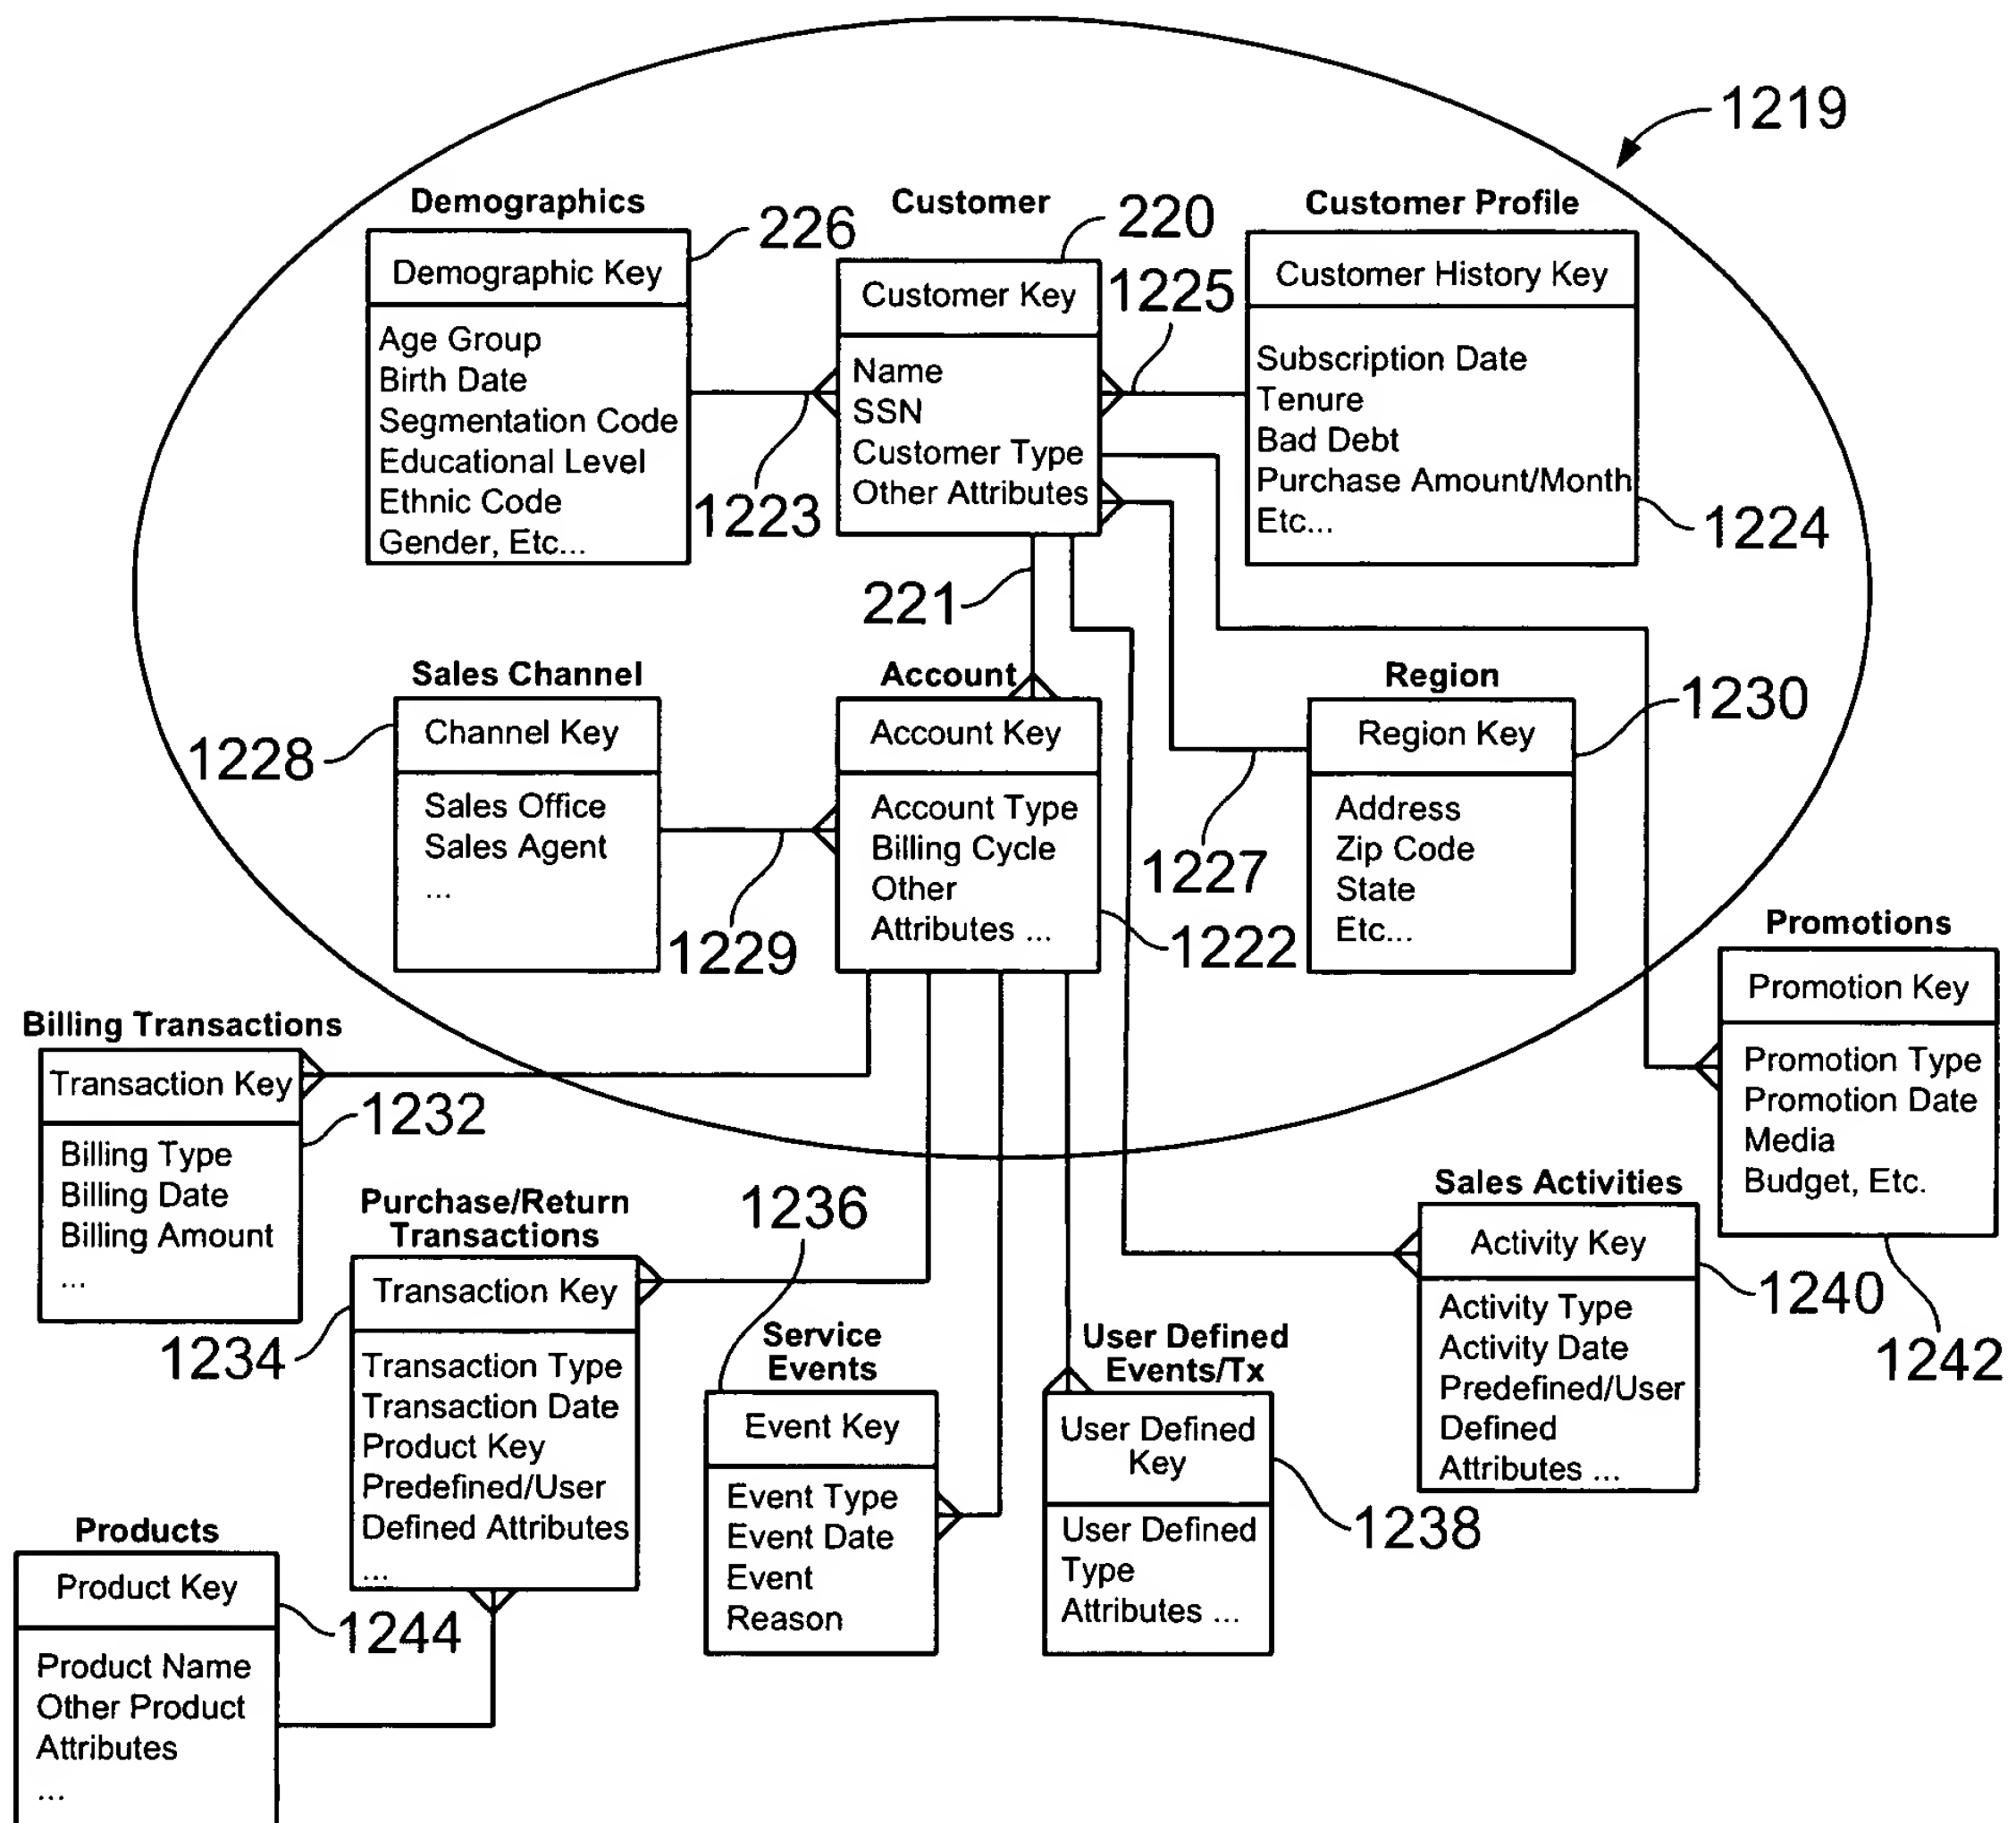 1219
Demographics
226
Demographic Key
Age Group
Birth Date
Segmentation Code
Educational Level
Ethnic Code
Gender, Etc...
1223
Customer
220
Customer Key
Name
SSN
Customer Type
Other Attributes
1225
Customer Profile
Customer History Key
Subscription Date
Tenure
Bad Debt
Purchase Amount/Month
Etc...
1224
221
Sales Channel
1228
Channel Key
Sales Office
Sales Agent
...
1229
Account
Account Key
Account Type
Billing Cycle
Other
Attributes ...
1222
1227
Region
1230
Region Key
Address
Zip Code
State
Etc...
Promotions
Promotion Key
Promotion Type
Promotion Date
Media
Budget, Etc.
1242
Billing Transactions
Transaction Key
1232
Billing Type
Billing Date
Billing Amount
...
Purchase/Return
Transactions
1234
Transaction Key
Transaction Type
Transaction Date
Product Key
Predefined/User
Defined Attributes
...
1236
Service
Events
Event Key
Event Type
Event Date
Event
Reason
User Defined
Events/Tx
User Defined
Key
User Defined
Type
Attributes ...
1238
Sales Activities
Activity Key
1240
Activity Type
Activity Date
Predefined/User
Defined
Attributes ...
Products
Product Key
1244
Product Name
Other Product
Attributes
...